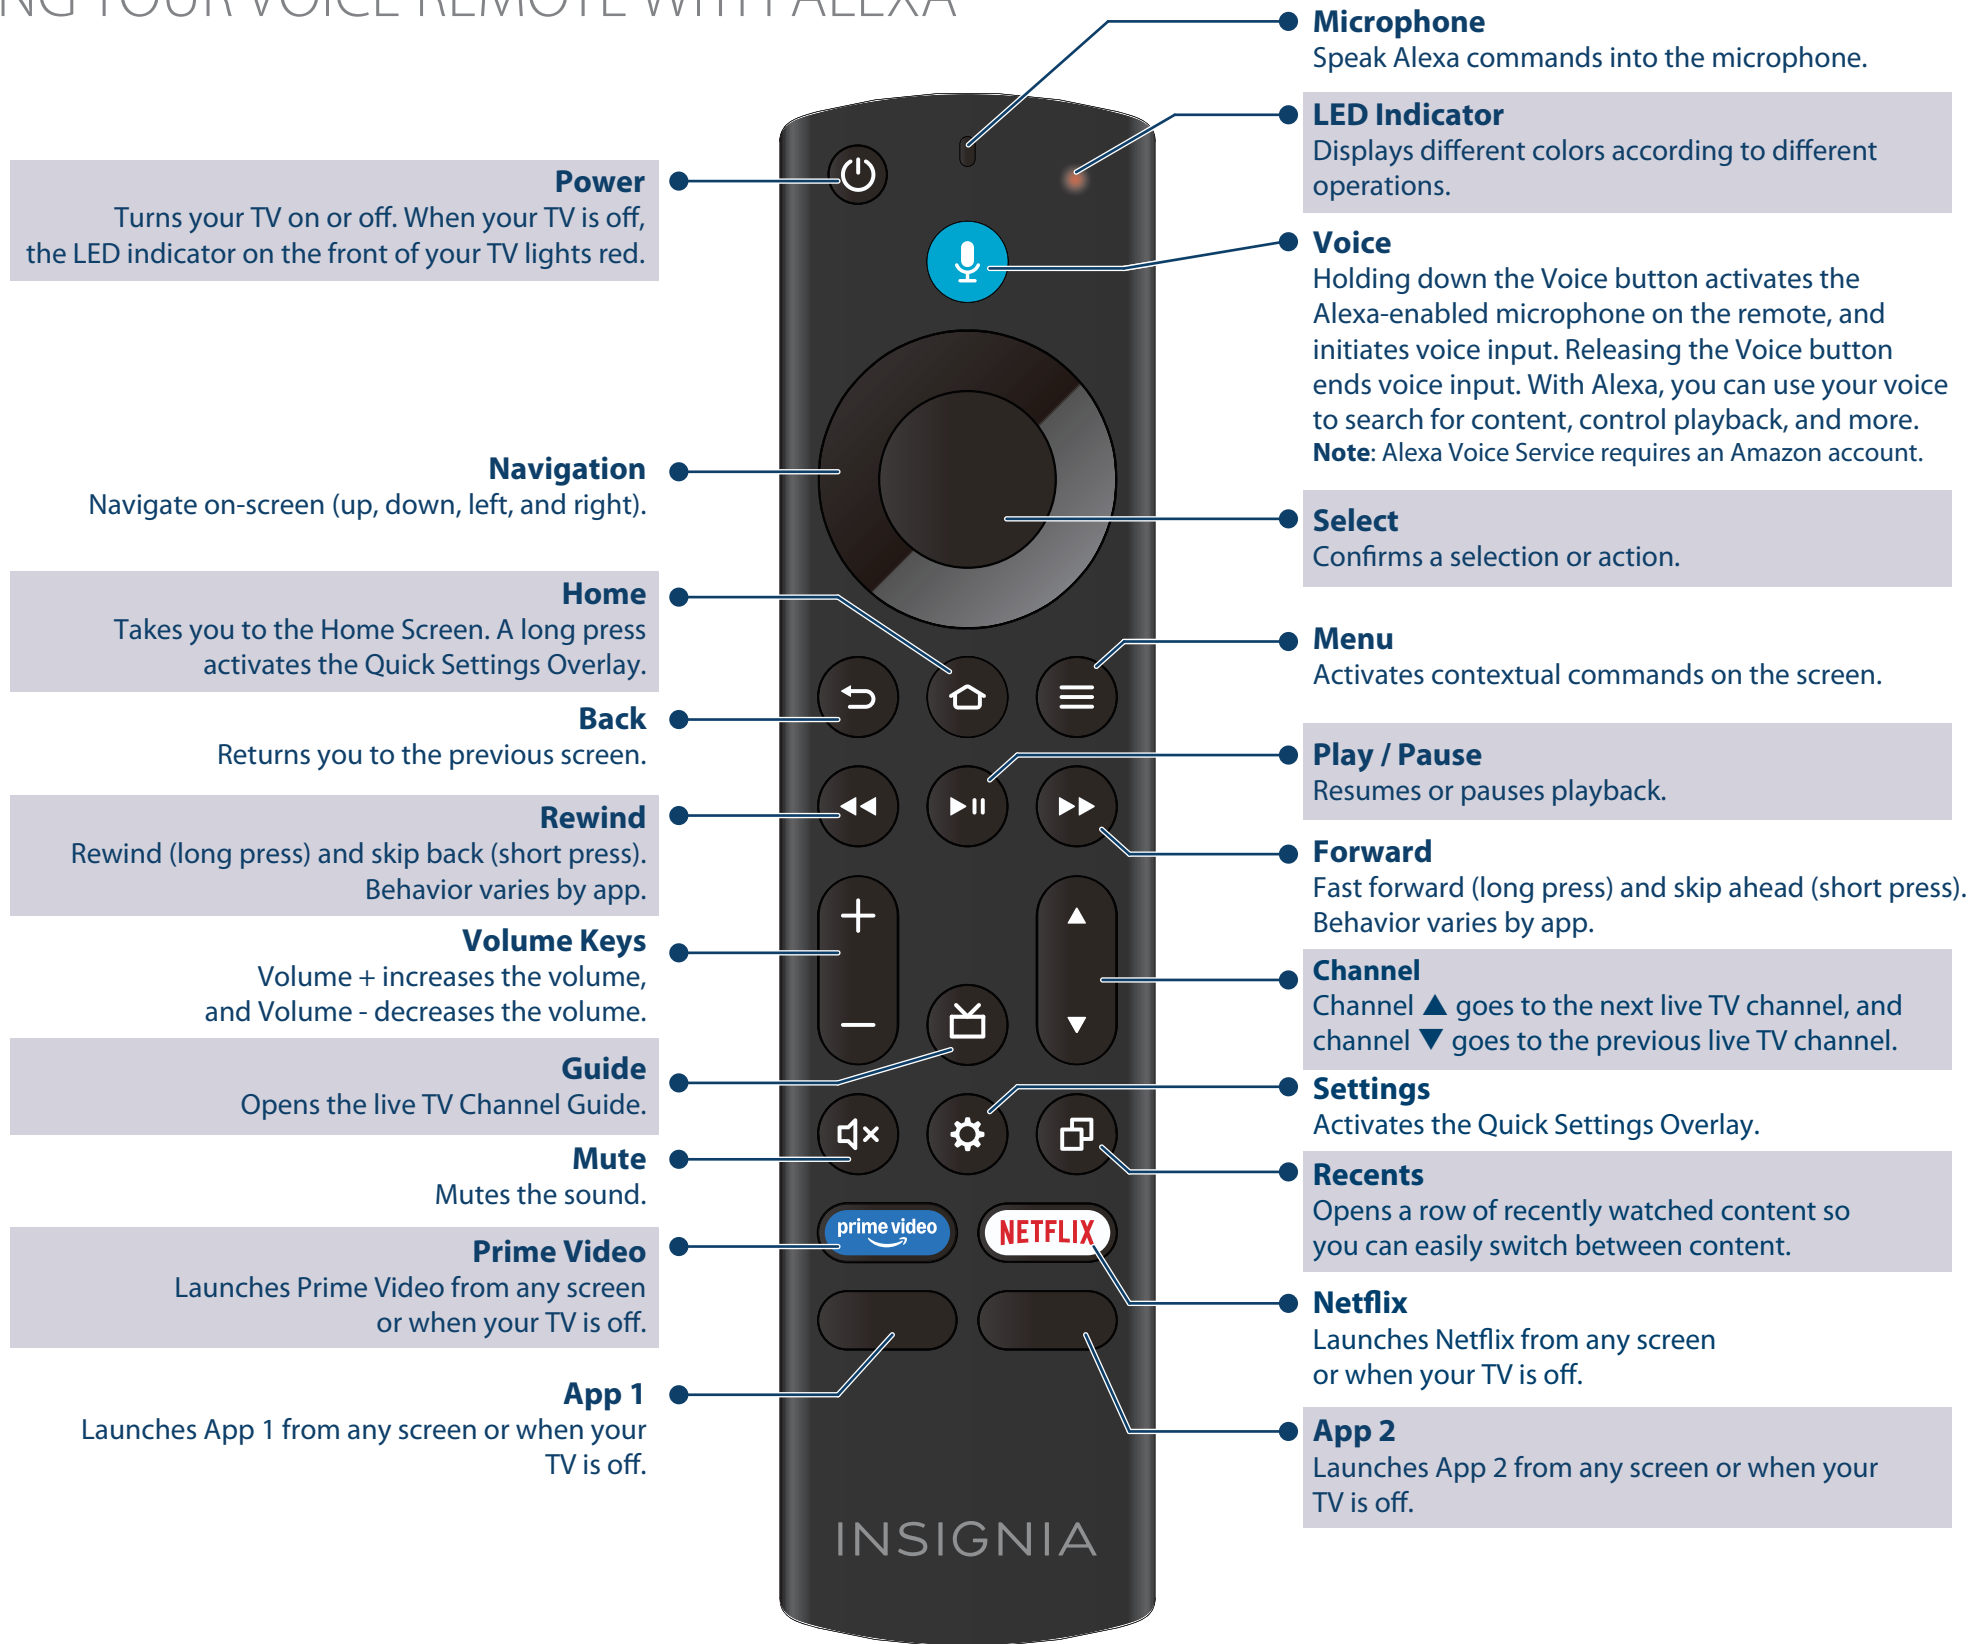 ING YOUR VOICE REMOTE WITH ALEXA
Microphone
Speak Alexa commands into the microphone.
LED Indicator
Displays different colors according to different
operations.
Power
Turns your TV on or off. When your TV is off,
the LED indicator on the front of your TV lights red.
Voice
Holding down the Voice button activates the
Alexa-enabled microphone on the remote, and
initiates voice input. Releasing the Voice button
ends voice input. With Alexa, you can use your voice
to search for content, control playback, and more.
Note: Alexa Voice Service requires an Amazon account.
Navigation
Navigate on-screen (up, down, left, and right).
Select
Confirms a selection or action.
Home
Takes you to the Home Screen. A long press
activates the Quick Settings Overlay.
Menu
Activates contextual commands on the screen.
Back
Returns you to the previous screen.
Play / Pause
Resumes or pauses playback.
Rewind
Rewind (long press) and skip back (short press).
Behavior varies by app.
Forward
Fast forward (long press) and skip ahead (short press).
Behavior varies by app.
Volume Keys
Volume + increases the volume,
and Volume - decreases the volume.
Channel
Channel ▲ goes to the next live TV channel, and
channel ▼ goes to the previous live TV channel.
Guide
Opens the live TV Channel Guide.
Settings
Activates the Quick Settings Overlay.
Mute
Mutes the sound.
Recents
Opens a row of recently watched content so
you can easily switch between content.
prime video
NETFLIX
Prime Video
Launches Prime Video from any screen
or when your TV is off.
Netflix
Launches Netflix from any screen
or when your TV is off.
App 1
Launches App 1 from any screen or when your
TV is off.
App 2
Launches App 2 from any screen or when your
TV is off.
INSIGNIA